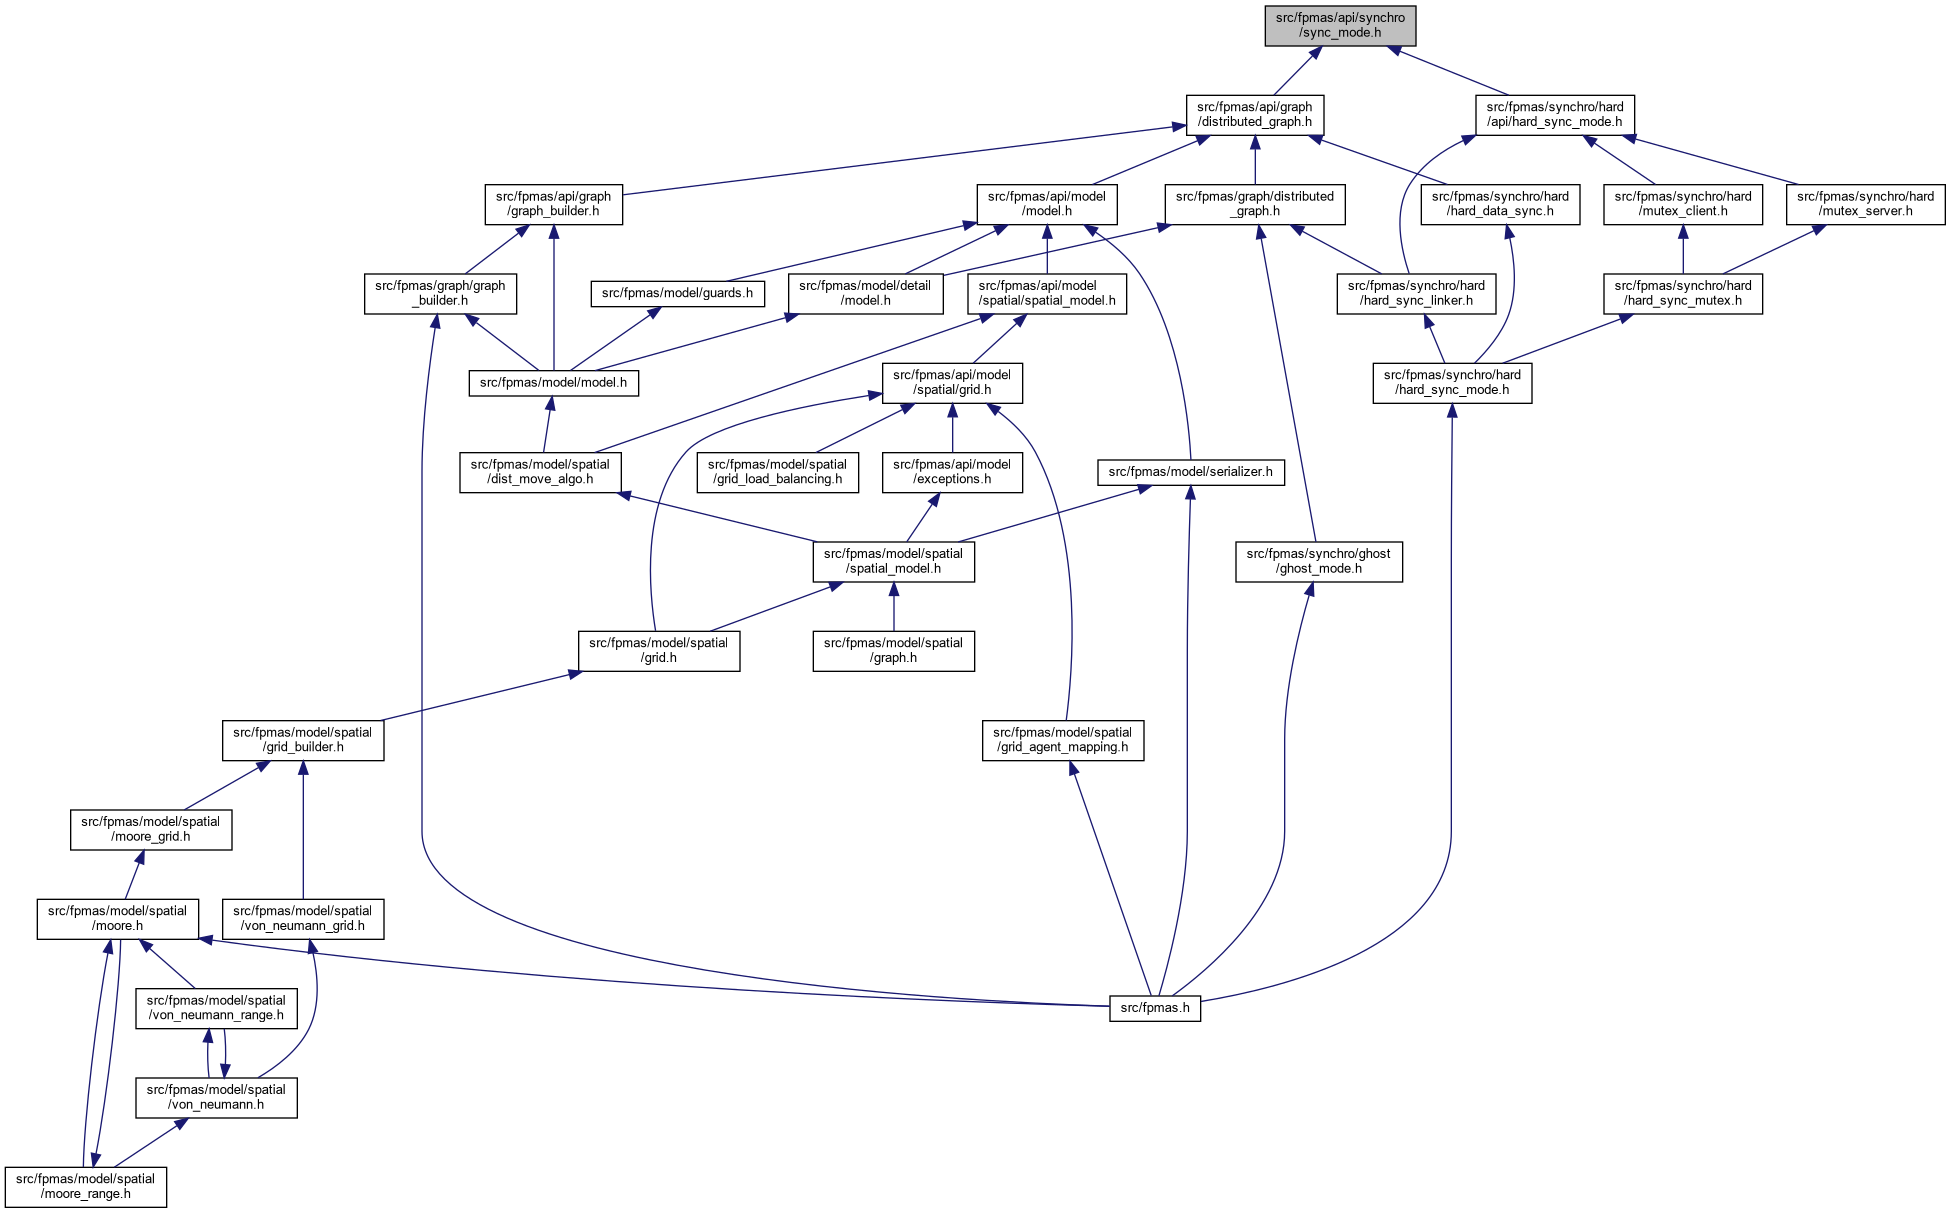 src/fpmas/api/synchro
/sync_mode.h
src/fpmas/api/graph
/distributed_graph.h
src/fpmas/synchro/hard
/api/hard_sync_mode.h
src/fpmas/api/graph
/graph_builder.h
src/fpmas/api/model
/model.h
src/fpmas/graph/distributed
_graph.h
src/fpmas/synchro/hard
/hard_data_sync.h
src/fpmas/synchro/hard
/mutex_client.h
src/fpmas/synchro/hard
/mutex_server.h
src/fpmas/graph/graph
_builder.h
src/fpmas/model/guards.h
src/fpmas/model/detail
/model.h
src/fpmas/api/model
/spatial/spatial_model.h
src/fpmas/synchro/hard
/hard_sync_linker.h
src/fpmas/synchro/hard
/hard_sync_mutex.h
src/fpmas/model/model.h
src/fpmas/api/model
/spatial/grid.h
src/fpmas/synchro/hard
/hard_sync_mode.h
src/fpmas/model/spatial
/dist_move_algo.h
src/fpmas/model/spatial
/grid_load_balancing.h
src/fpmas/api/model
/exceptions.h
src/fpmas/model/serializer.h
src/fpmas/model/spatial
/spatial_model.h
src/fpmas/synchro/ghost
/ghost_mode.h
src/fpmas/model/spatial
/grid.h
src/fpmas/model/spatial
/graph.h
src/fpmas/model/spatial
/grid_builder.h
src/fpmas/model/spatial
/grid_agent_mapping.h
src/fpmas/model/spatial
/moore_grid.h
src/fpmas/model/spatial
/moore.h
src/fpmas/model/spatial
/von_neumann_grid.h
src/fpmas/model/spatial
/von_neumann_range.h
src/fpmas.h
src/fpmas/model/spatial
/von_neumann.h
src/fpmas/model/spatial
/moore_range.h